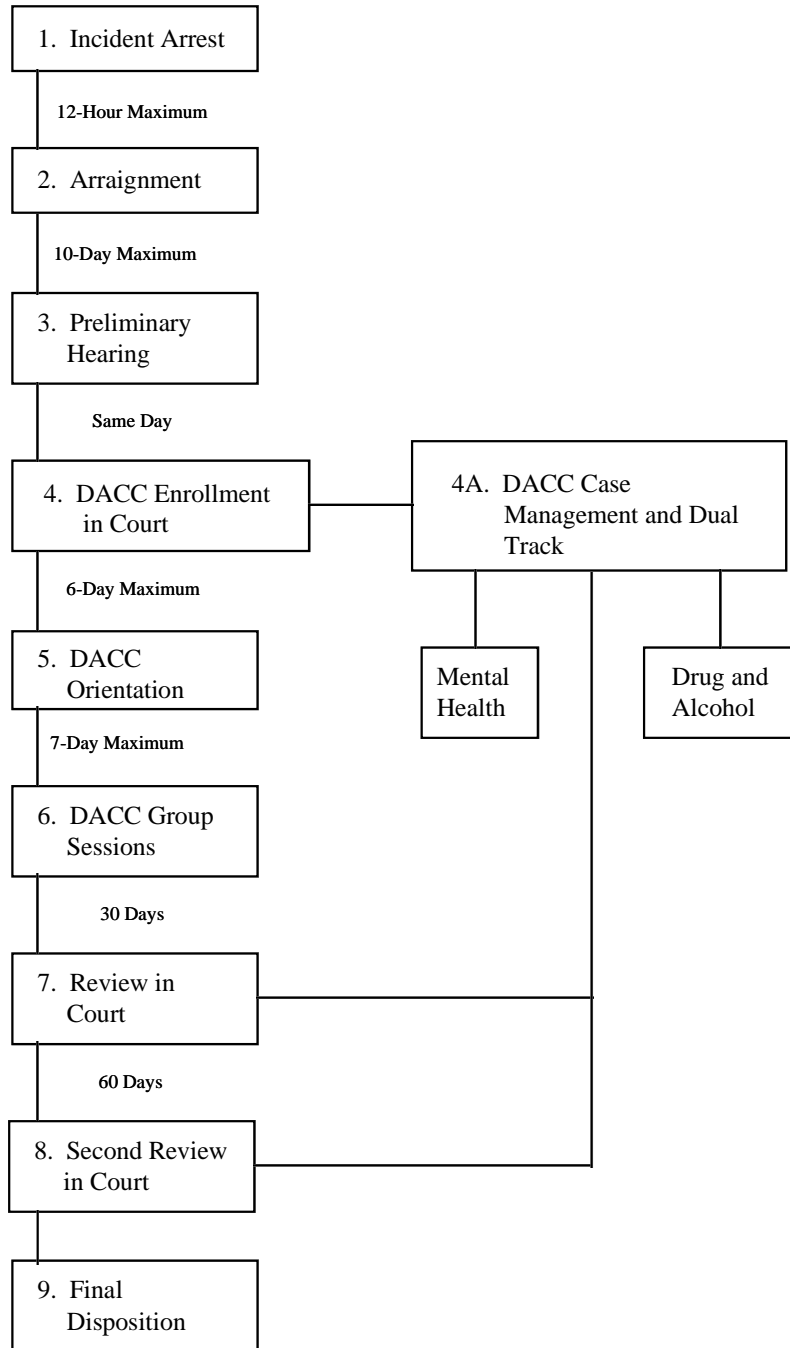 1. Incident Arrest
12-Hour Maximum
2. Arraignment
10-Day Maximum
3. Preliminary
Hearing
Same Day
4. DACC Enrollment
in Court
4A. DACC Case
Management and Dual
Track
6-Day Maximum
5. DACC
Orientation
Mental
Health
Drug and
Alcohol
7-Day Maximum
6. DACC Group
Sessions
30 Days
7. Review in
Court
60 Days
8. Second Review
in Court
9. Final
Disposition